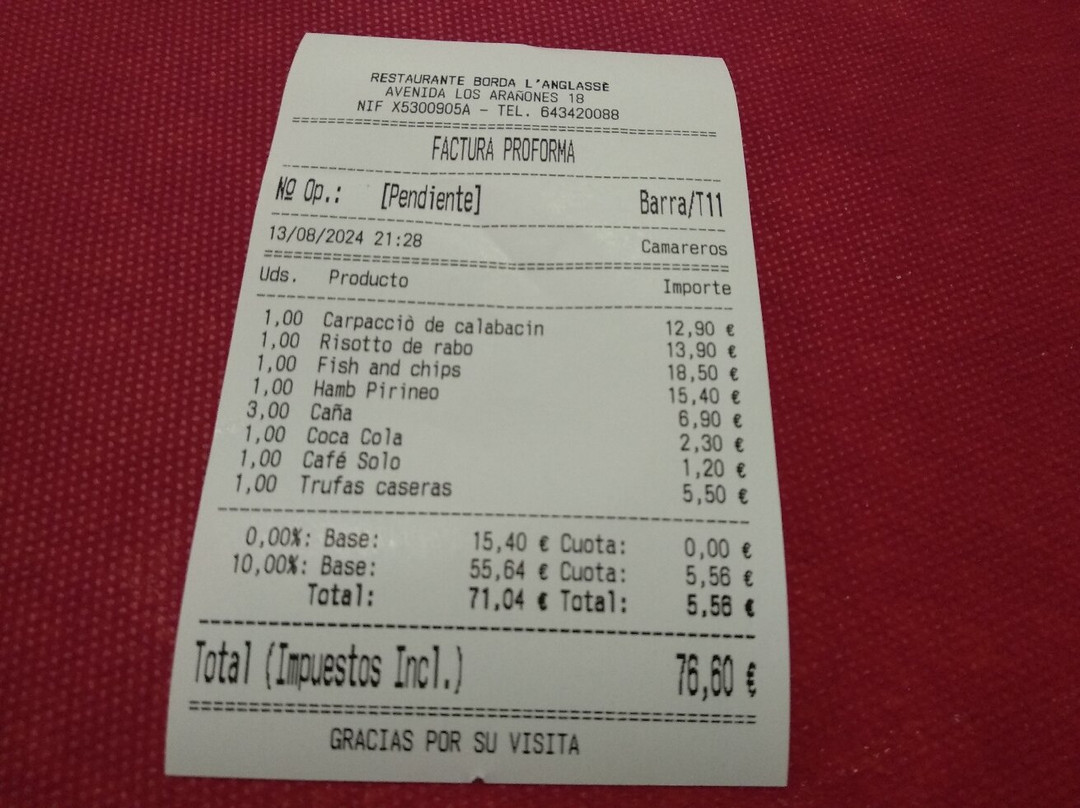 RESTAURANTE BORDA L'ANGLASSÈ
AVENIDA LOS ARAÑONES 18
NIF X5300905A - TEL. 643420088
FACTURA PROFORMA
Nº Op.: [Pendiente] Barra/T11
13/08/2024 21:28 Camareros
Uds. Producto Importe
1,00 Carpacciò de calabacin 12,90 €
1,00 Risotto de rabo 13,90 €
1,00 Fish and chips 18,50 €
1,00 Hamb Pirineo 15,40 €
3,00 Caña 6,90 €
1,00 Coca Cola 2,30 €
1,00 Café Solo 1,20 €
1,00 Trufas caseras 5,50 €
0,00%: Base: 15,40 € Cuota: 0,00 €
10,00%: Base: 55,64 € Cuota: 5,56 €
Total: 71,04 € Total: 5,56 €
Total (Impuestos Incl.) 76,60 €
GRACIAS POR SU VISITA